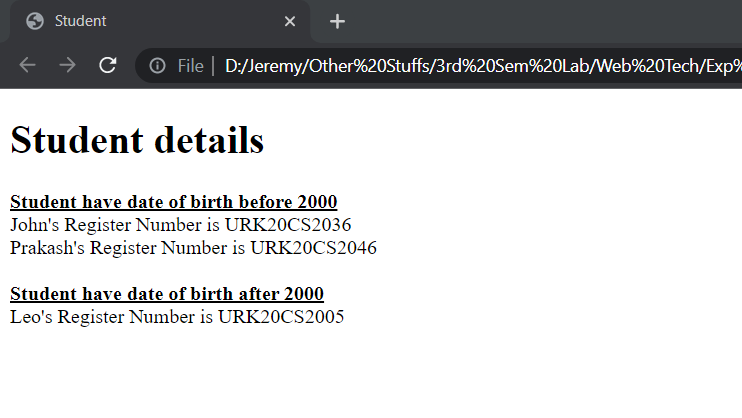 Student
File | D:/Jeremy/Other%20Stuffs/3rd%20Sem%20Lab/Web%20Tech/Exp%
Student details
Student have date of birth before 2000
John's Register Number is URK20CS2036
Prakash's Register Number is URK20CS2046
Student have date of birth after 2000
Leo's Register Number is URK20CS2005